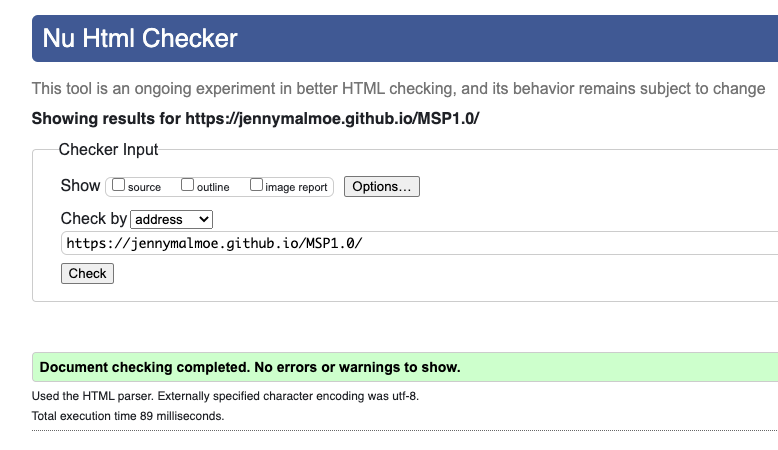 Nu Html Checker
This tool is an ongoing experiment in better HTML checking, and its behavior remains subject to change
Showing results for https://jennymalmoe.github.io/MSP1.0/
Checker Input
Show source outline image report Options...
Check by address
https://jennymalmoe.github.io/MSP1.0/
Check
Document checking completed. No errors or warnings to show.
Used the HTML parser. Externally specified character encoding was utf-8.
Total execution time 89 milliseconds.